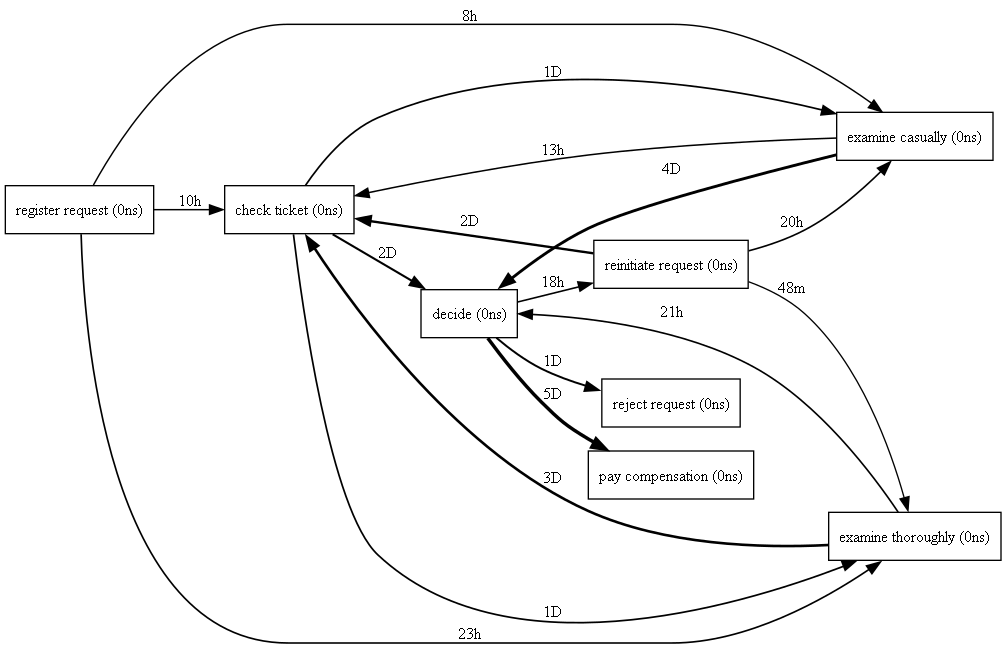 8h
1D
examine casually (0ns)
13h
4D
register request (0ns)
10h
check ticket (0ns)
2D
20h
2D
reinitiate request (0ns)
18h
48m
decide (0ns)
21h
1D
5D
reject request (0ns)
3D
pay compensation (0ns)
examine thoroughly (0ns)
1D
23h